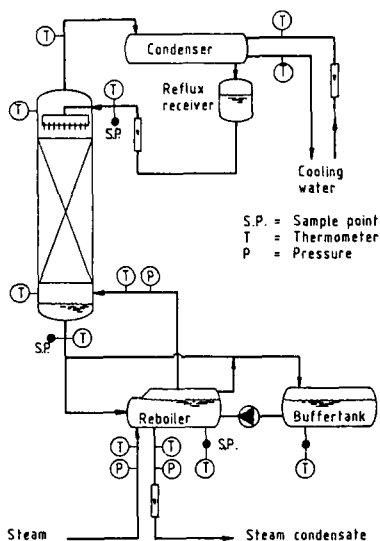 T
Condenser
T
T
Reflux
receiver
T
T
S.P.
Cooling
water
S.P. = Sample point
T = Thermometer
P = Pressure
T
T
P
S.P.
T
Reboiler
Buffertank
S.P.
T
T
P
P
T
T
Steam
Steam condensate